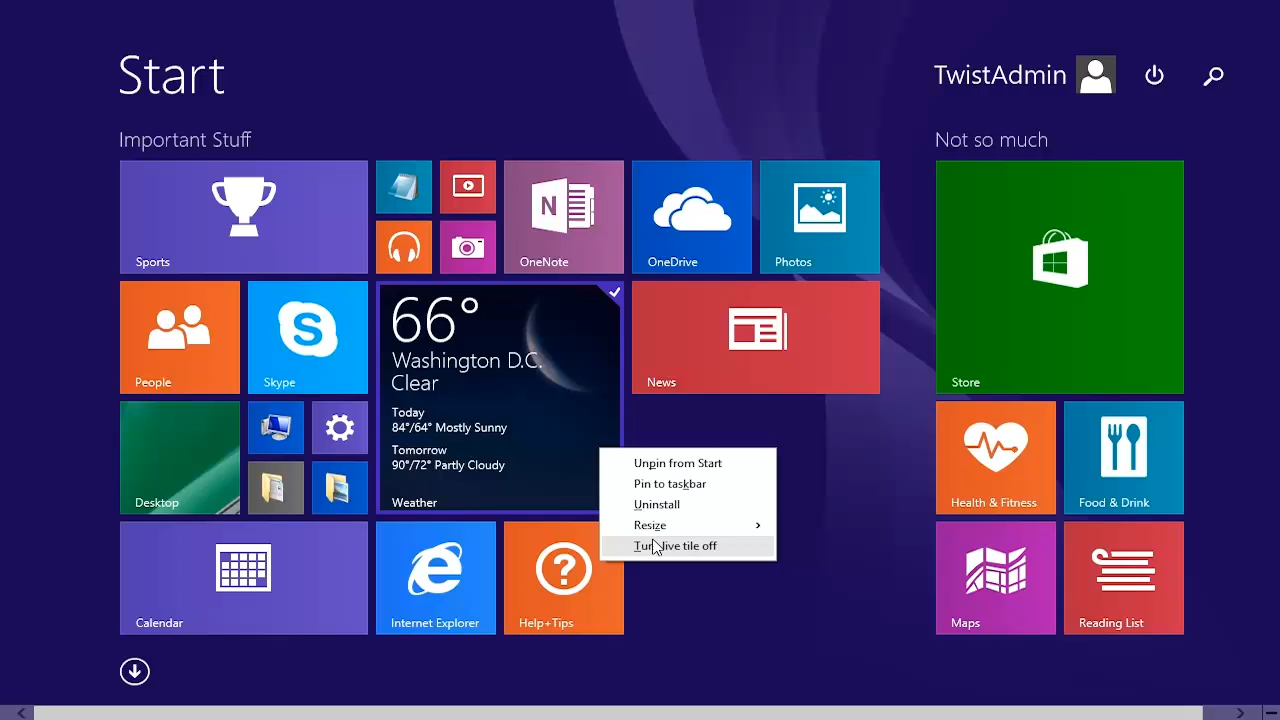 Start
TwistAdmin
Important Stuff
Not so much
Sports
N
OneNote
OneDrive
Photos
Store
People
S
Skype
66°
Washington D.C.
Clear
Today
84°/64° Mostly Sunny
Tomorrow
90°/72° Partly Cloudy
Weather
News
Desktop
Unpin from Start
Pin to taskbar
Uninstall
Resize
Turn live tile off
Health & Fitness
Food & Drink
Calendar
Internet Explorer
?
Help+Tips
Maps
Reading List